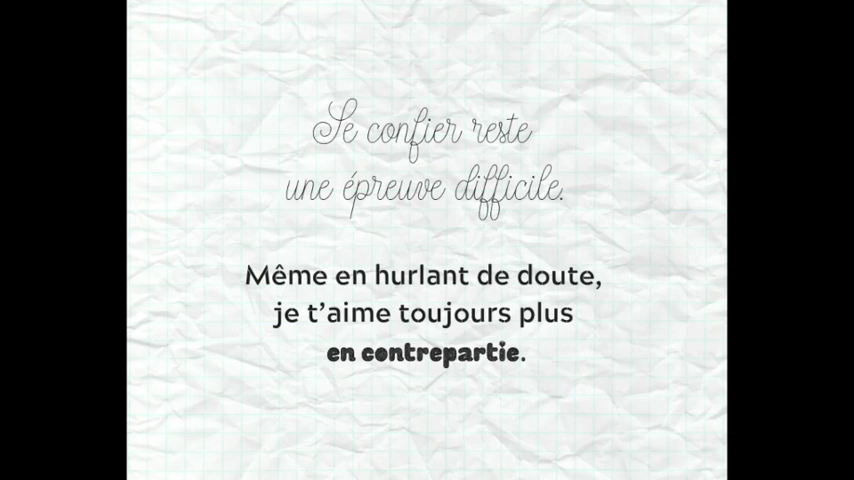 Se confier reste
une épreuve difficile.
Même en hurlant de doute,
je t'aime toujours plus
en contrepartie.